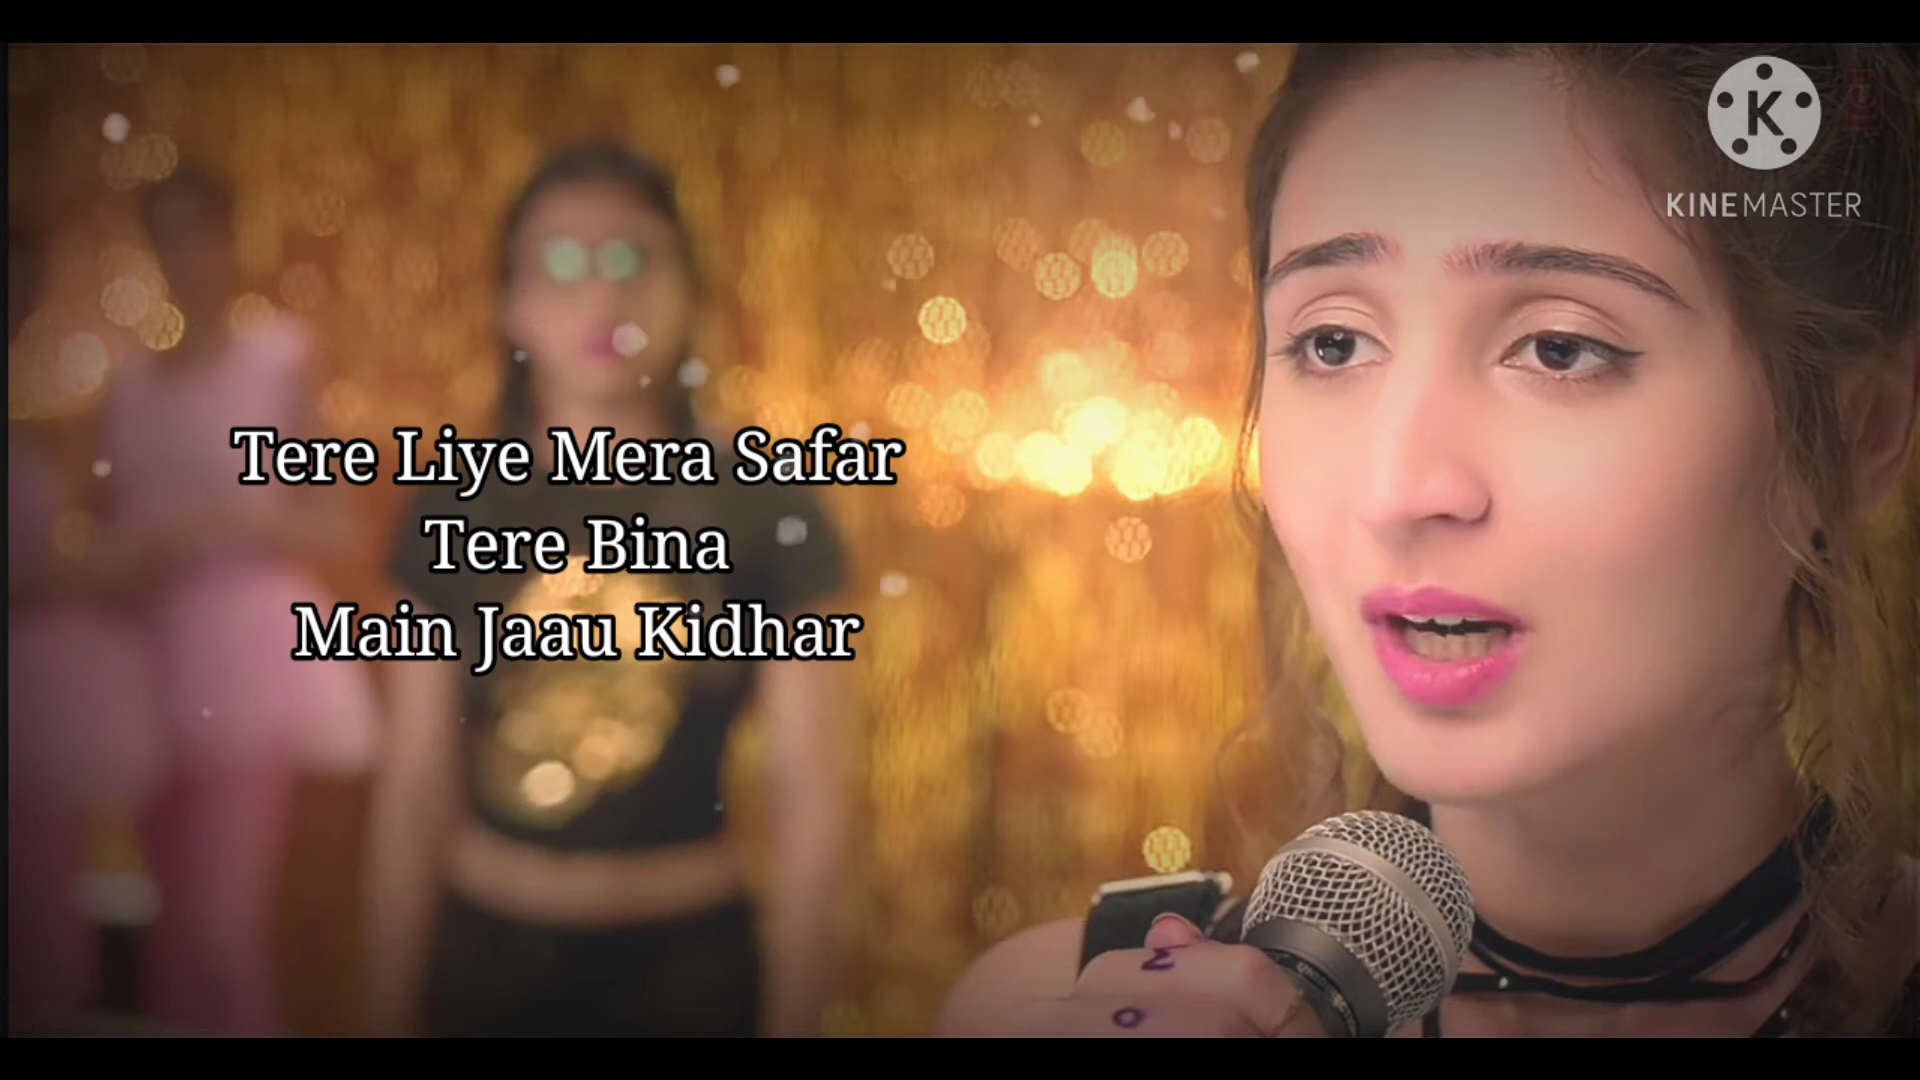 K
KINEMASTER
Tere Liye Mera Safar
Tere Bina
Main Jaau Kidhar